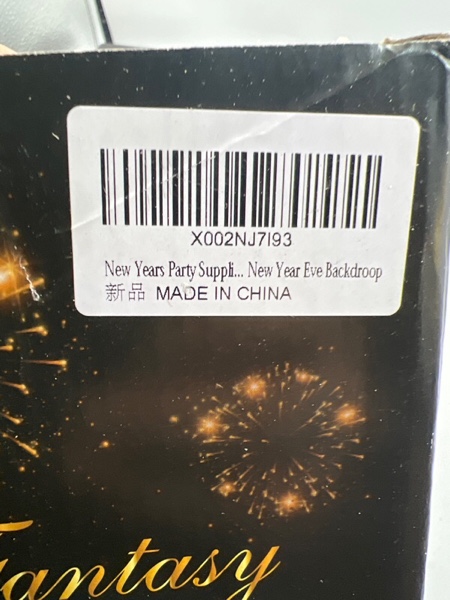 X002NJ7I93
New Years Party Suppli... New Year Eve Backdroop
新品 MADE IN CHINA
Fantasy